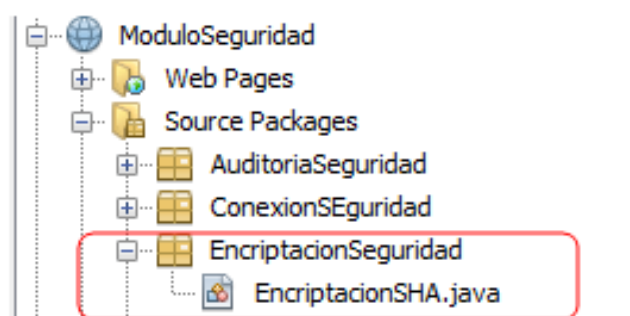 ModuloSeguridad
Web Pages
Source Packages
AuditoriaSeguridad
ConexionSEguridad
EncriptacionSeguridad
EncriptacionSHA.java